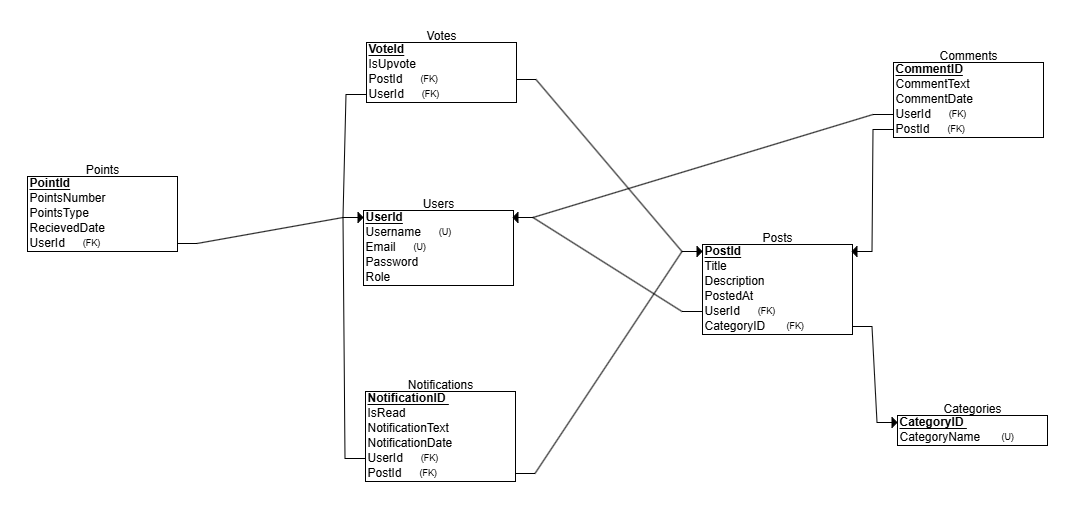 Votes
VoteId
IsUpvote
PostId (FK)
UserId (FK)
Comments
CommentID
CommentText
CommentDate
UserId (FK)
PostId (FK)
Points
PointId
PointsNumber
PointsType
RecievedDate
UserId (FK)
Users
UserId
Username (U)
Email (U)
Password
Role
Posts
PostId
Title
Description
PostedAt
UserId (FK)
CategoryID (FK)
Notifications
NotificationID
IsRead
NotificationText
NotificationDate
UserId (FK)
PostId (FK)
Categories
CategoryID
CategoryName (U)